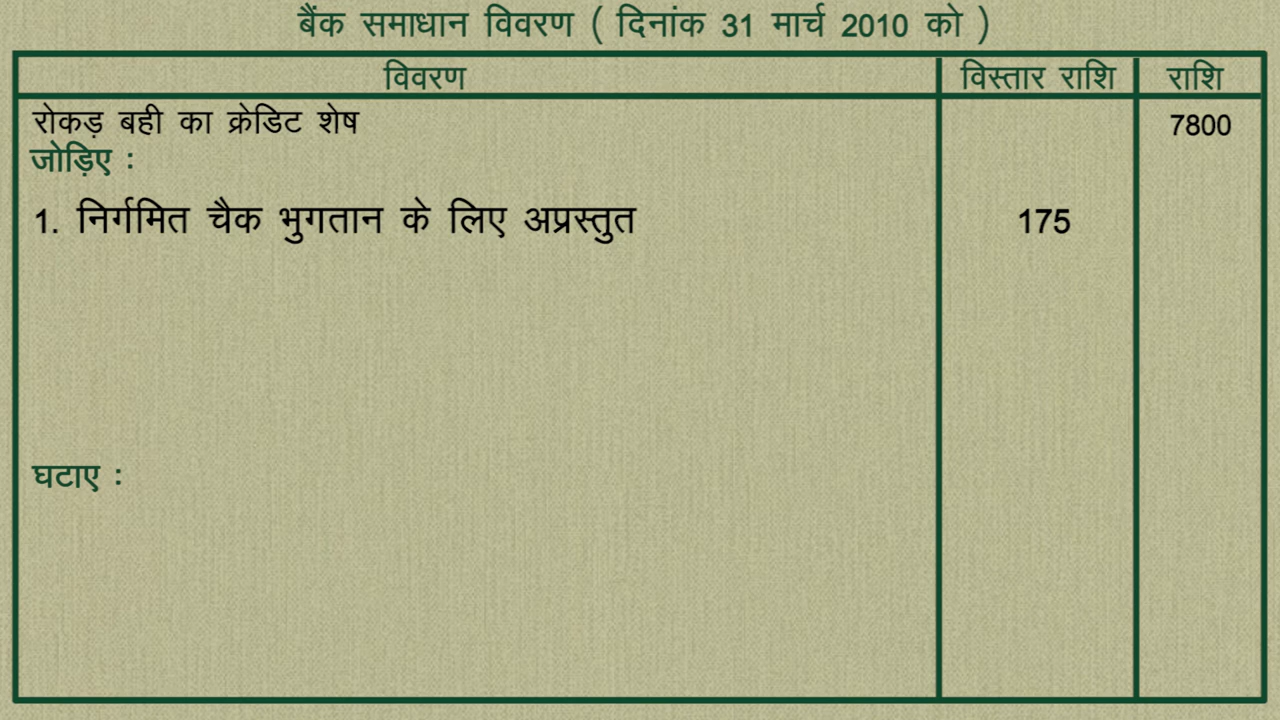 बैंक समाधान विवरण ( दिनांक 31 मार्च 2010 को )
विवरण विस्तार राशि राशि
रोकड़ बही का क्रेडिट शेष 7800
जोड़िए :
1. निर्गमित चैक भुगतान के लिए अप्रस्तुत 175
घटाए :